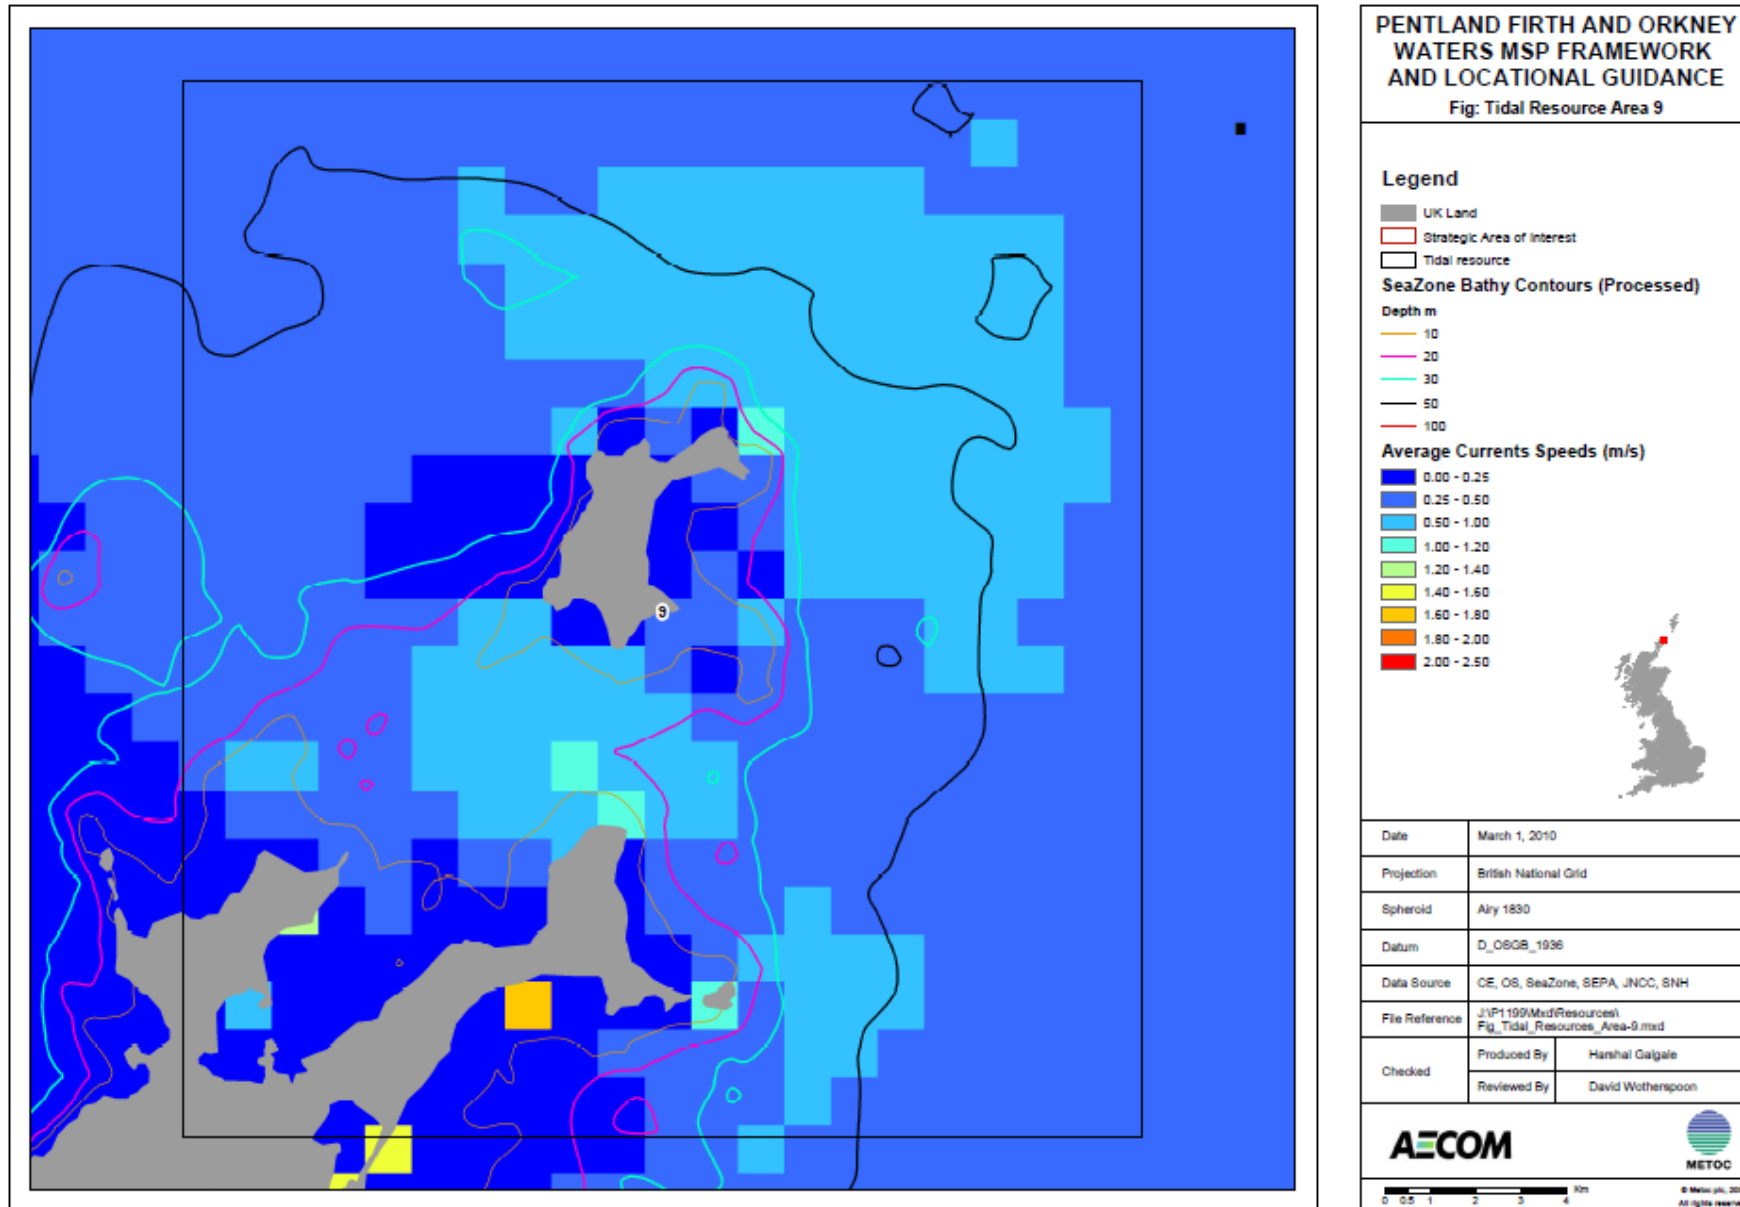 9
PENTLAND FIRTH AND ORKNEY
WATERS MSP FRAMEWORK
AND LOCATIONAL GUIDANCE
Fig: Tidal Resource Area 9
Legend
UK Land
Strategic Area of Interest
Tidal resource
SeaZone Bathy Contours (Processed)
Depth m
10
20
30
50
100
Average Currents Speeds (m/s)
0.00 - 0.25
0.25 - 0.50
0.50 - 1.00
1.00 - 1.20
1.20 - 1.40
1.40 - 1.60
1.60 - 1.80
1.80 - 2.00
2.00 - 2.50
Date March 1, 2010
Projection British National Grid
Spheroid Airy 1830
Datum D_OSGB_1936
Data Source CE, OS, SeaZone, SEPA, JNCC, SNH
File Reference J:\P1199\Mxd\Resources\
Fig_Tidal_Resources_Area-9.mxd
Checked
Produced By Harshal Gaigale
Reviewed By David Wotherspoon
AECOM
METOC
Km
0 0.5 1 2 3 4
© Metoc plc, 20
All rights